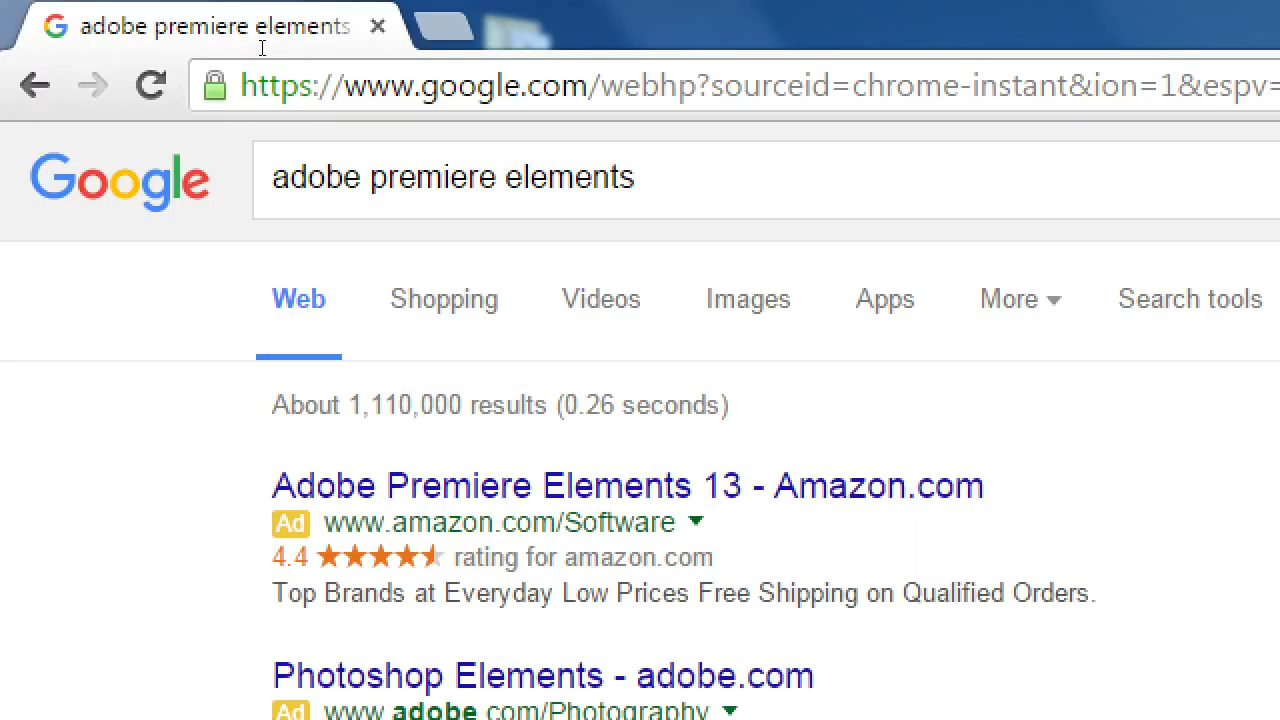 adobe premiere elements
https://www.google.com/webhp?sourceid=chrome-instant&ion=1&espv=
Google adobe premiere elements
Web Shopping Videos Images Apps More Search tools
About 1,110,000 results (0.26 seconds)
Adobe Premiere Elements 13 - Amazon.com
Ad www.amazon.com/Software
4.4 rating for amazon.com
Top Brands at Everyday Low Prices Free Shipping on Qualified Orders.
Photoshop Elements - adobe.com
Ad www.adobe.com/Photography